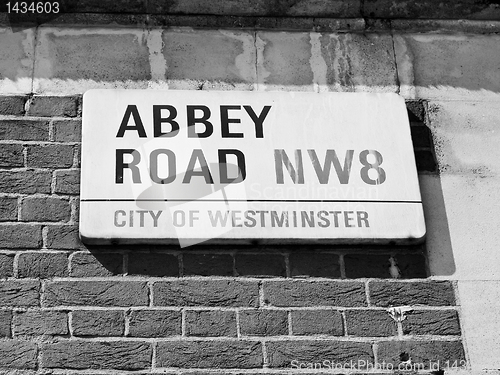 # 1434603
ABBEY
ROAD NW8
CITY OF WESTMINSTER